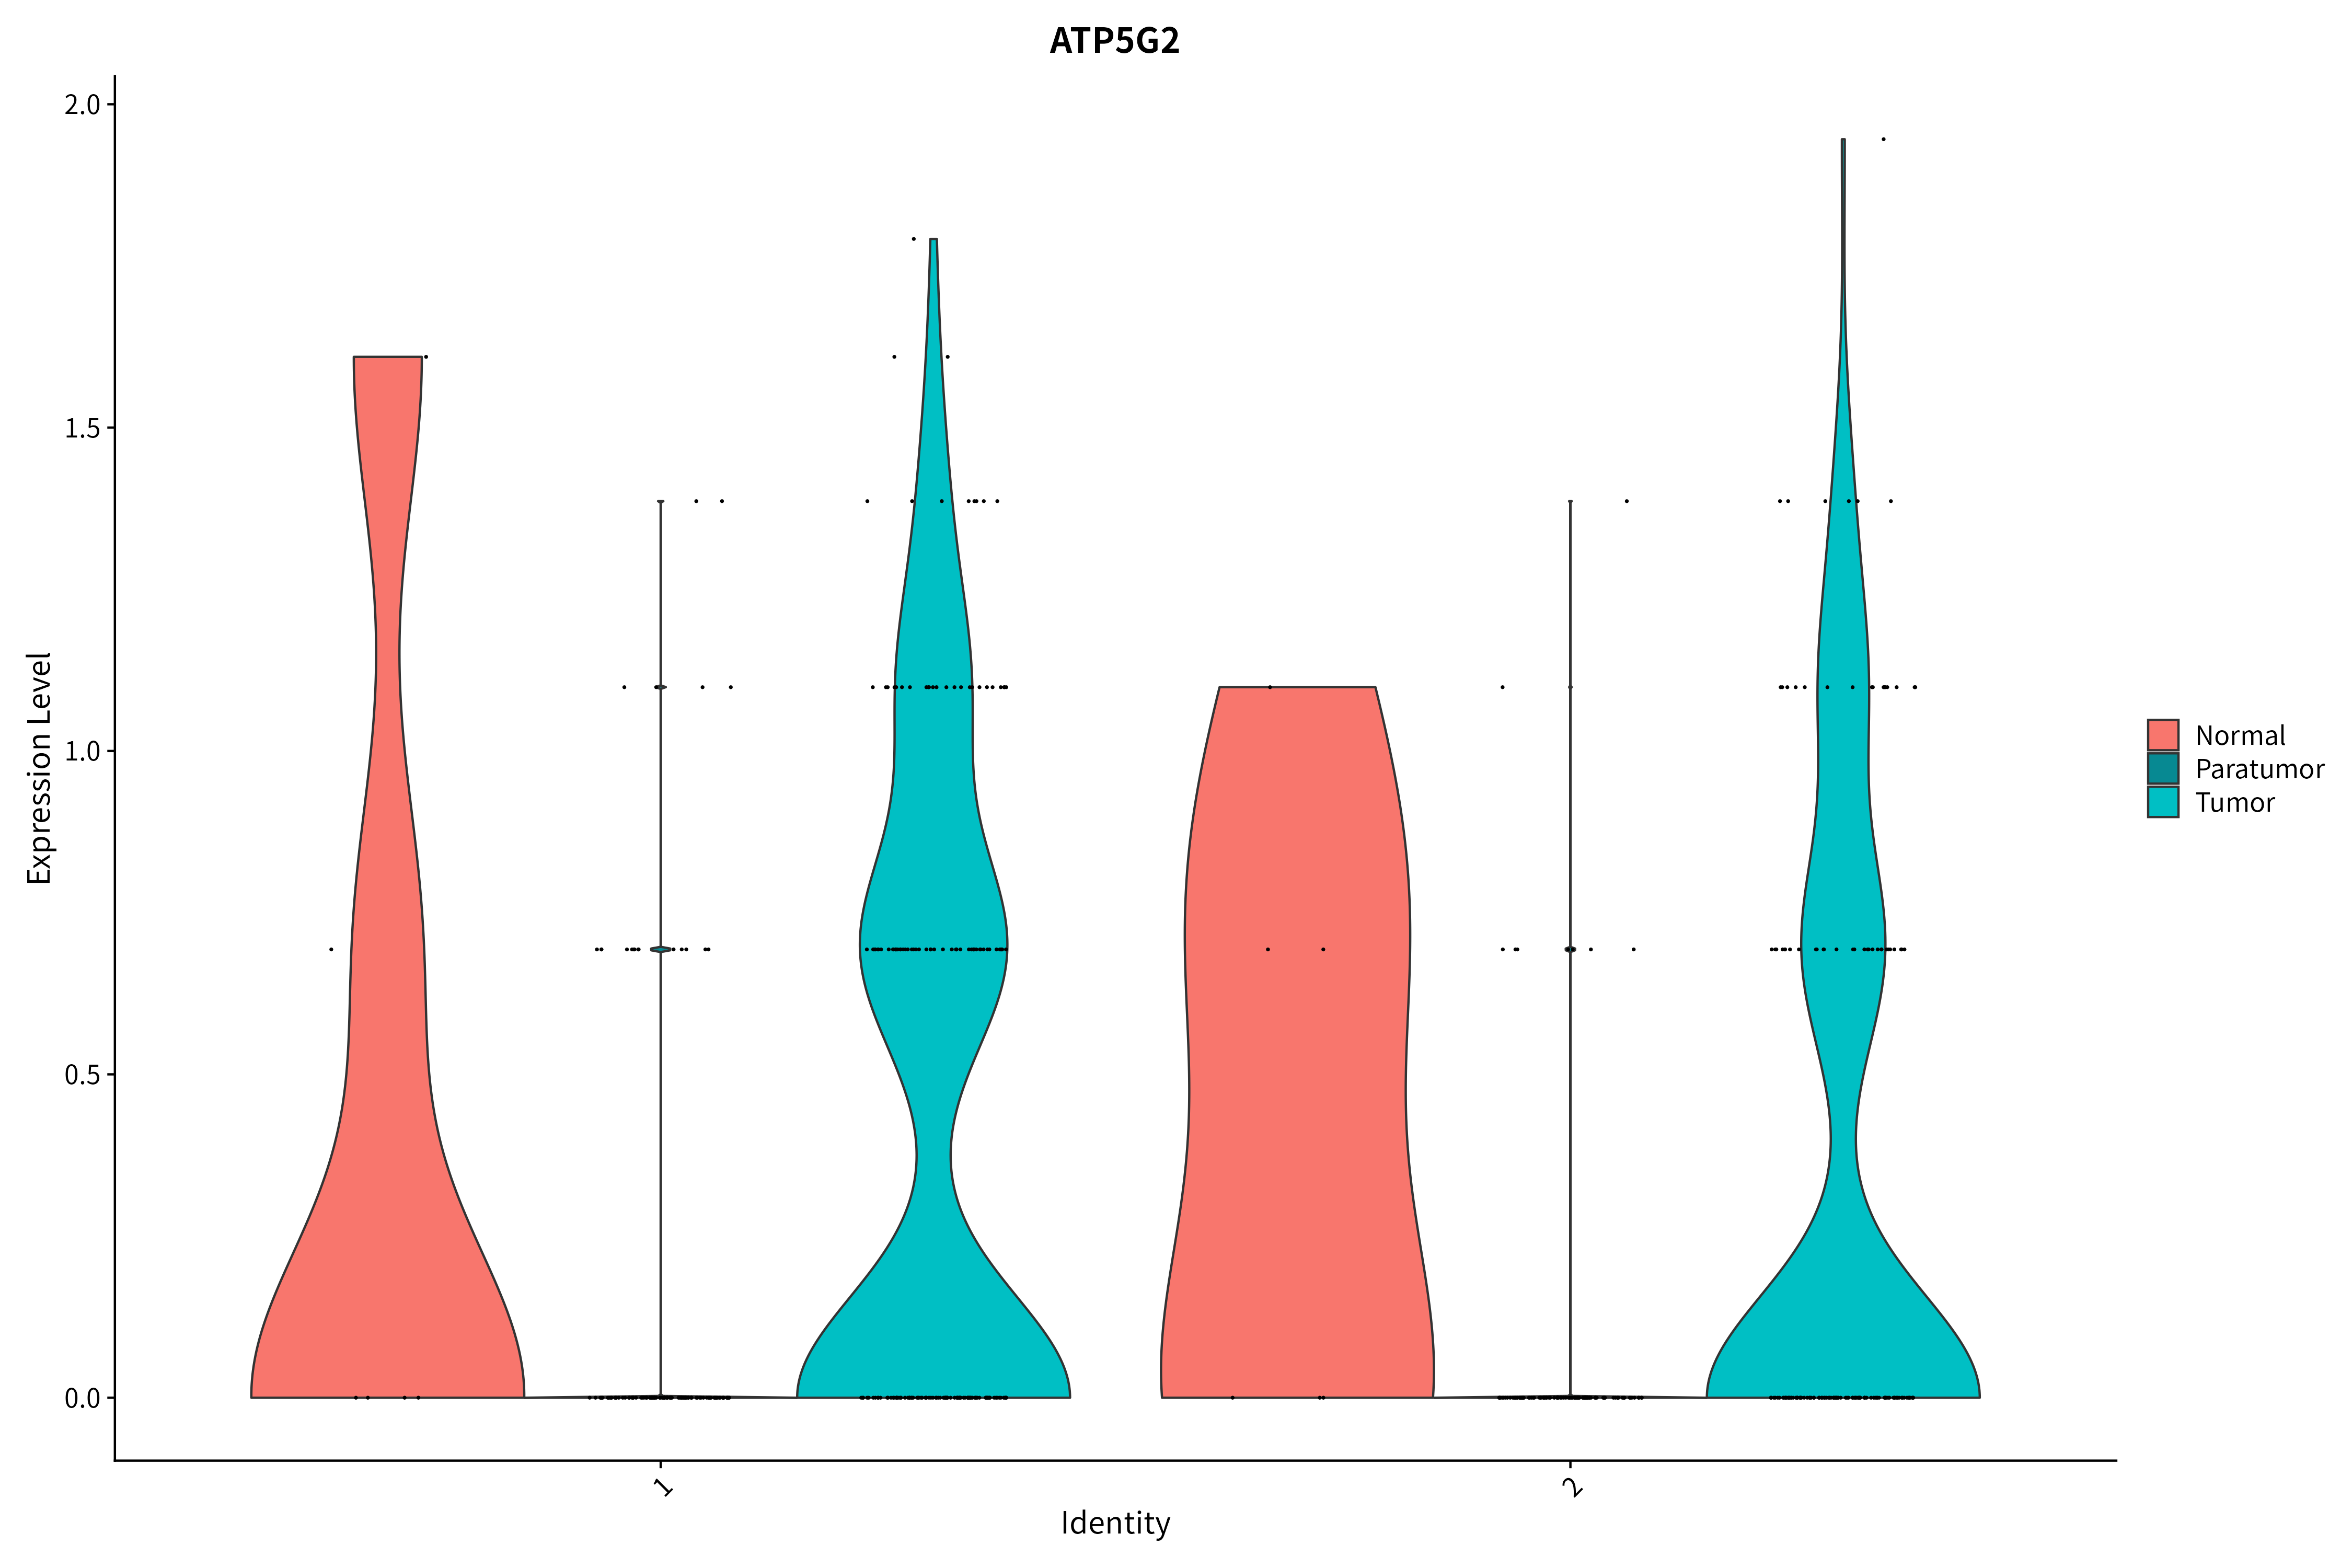 ATP5G2
2.0
1.5
1.0
0.5
0.0
Expression Level
1
2
Identity
Normal
Paratumor
Tumor